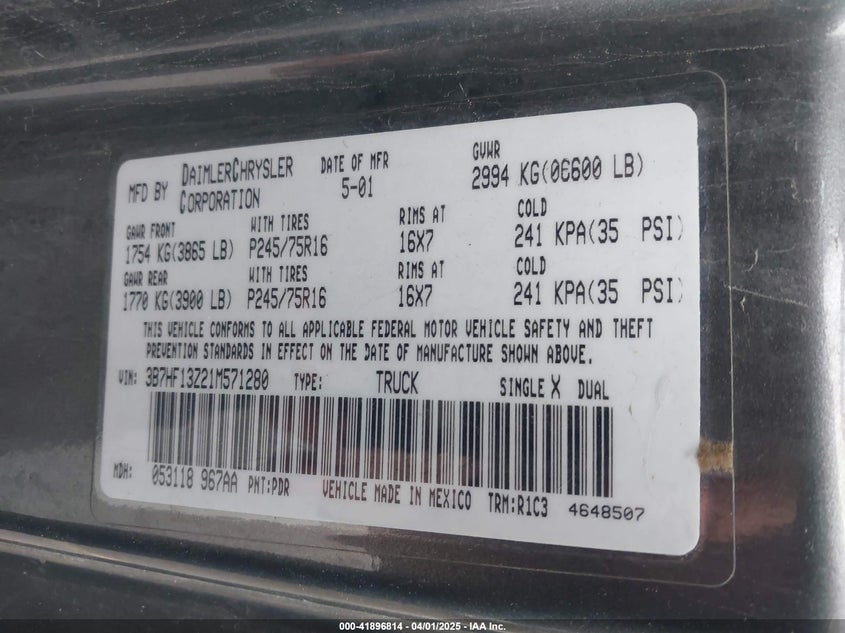 MFD BY DAIMLERCHRYSLER CORPORATION DATE OF MFR 5-01 GVWR 2994 KG(06600 LB)
GAWR FRONT WITH TIRES RIMS AT COLD
1754 KG(3865 LB) P245/75R16 16X7 241 KPA(35 PSI)
GAWR REAR WITH TIRES RIMS AT COLD
1770 KG(3900 LB) P245/75R16 16X7 241 KPA(35 PSI)
THIS VEHICLE CONFORMS TO ALL APPLICABLE FEDERAL MOTOR VEHICLE SAFETY AND THEFT
PREVENTION STANDARDS IN EFFECT ON THE DATE OF MANUFACTURE SHOWN ABOVE.
VIN: 3B7HF13Z21M571280 TYPE: TRUCK SINGLE X DUAL
MDH: 053118 967AA PNT:PDR VEHICLE MADE IN MEXICO TRM:R1C3 4648507
000-41896814 - 04/01/2025 - IAA Inc.